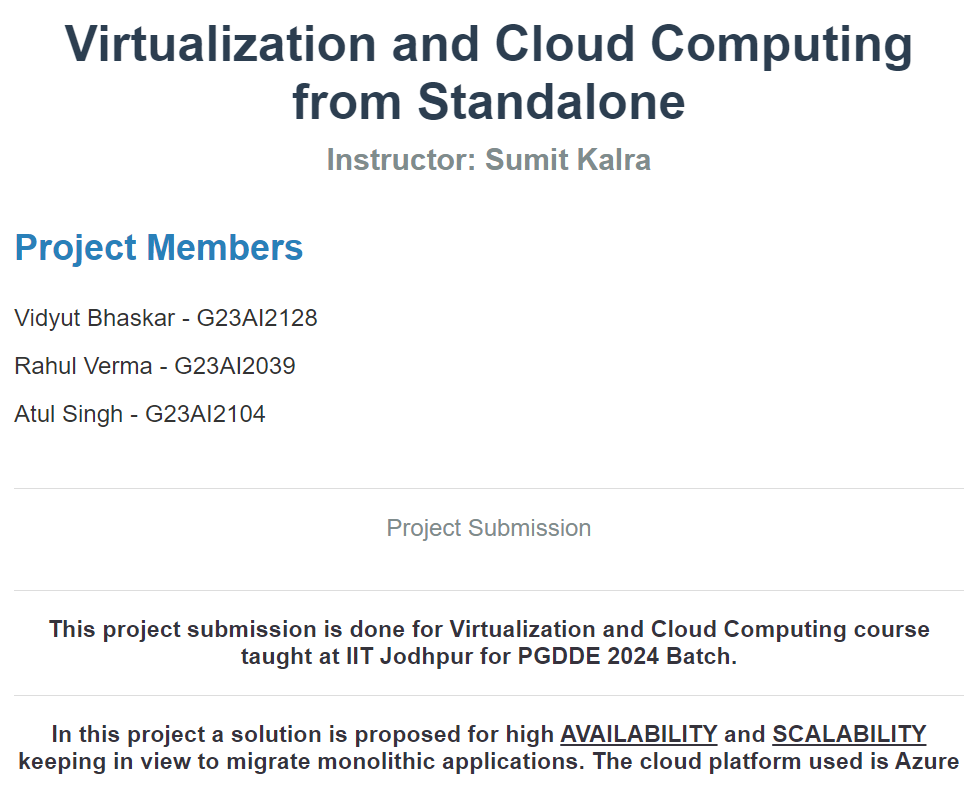 Virtualization and Cloud Computing
from Standalone
Instructor: Sumit Kalra
Project Members
Vidyut Bhaskar - G23AI2128
Rahul Verma - G23AI2039
Atul Singh - G23AI2104
Project Submission
This project submission is done for Virtualization and Cloud Computing course
taught at IIT Jodhpur for PGDDE 2024 Batch.
In this project a solution is proposed for high AVAILABILITY and SCALABILITY
keeping in view to migrate monolithic applications. The cloud platform used is Azure